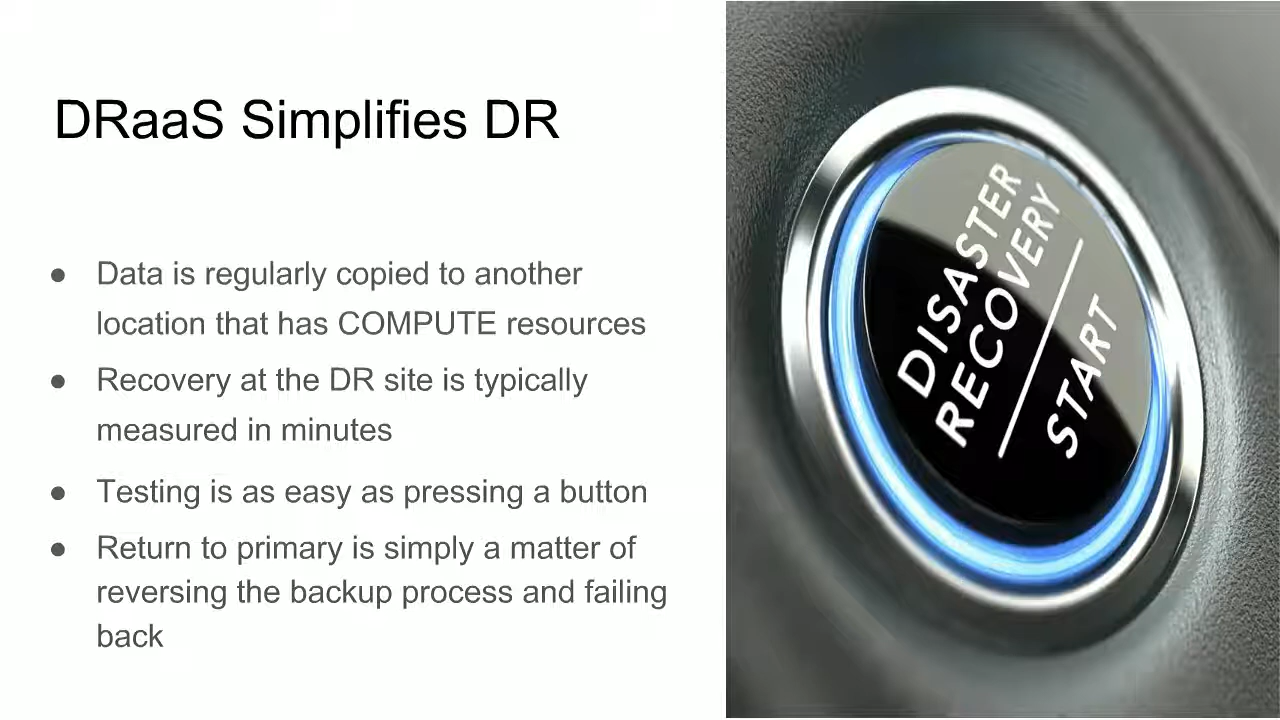 DRaaS Simplifies DR
● Data is regularly copied to another
location that has COMPUTE resources
● Recovery at the DR site is typically
measured in minutes
● Testing is as easy as pressing a button
● Return to primary is simply a matter of
reversing the backup process and failing
back
DISASTER
RECOVERY
START